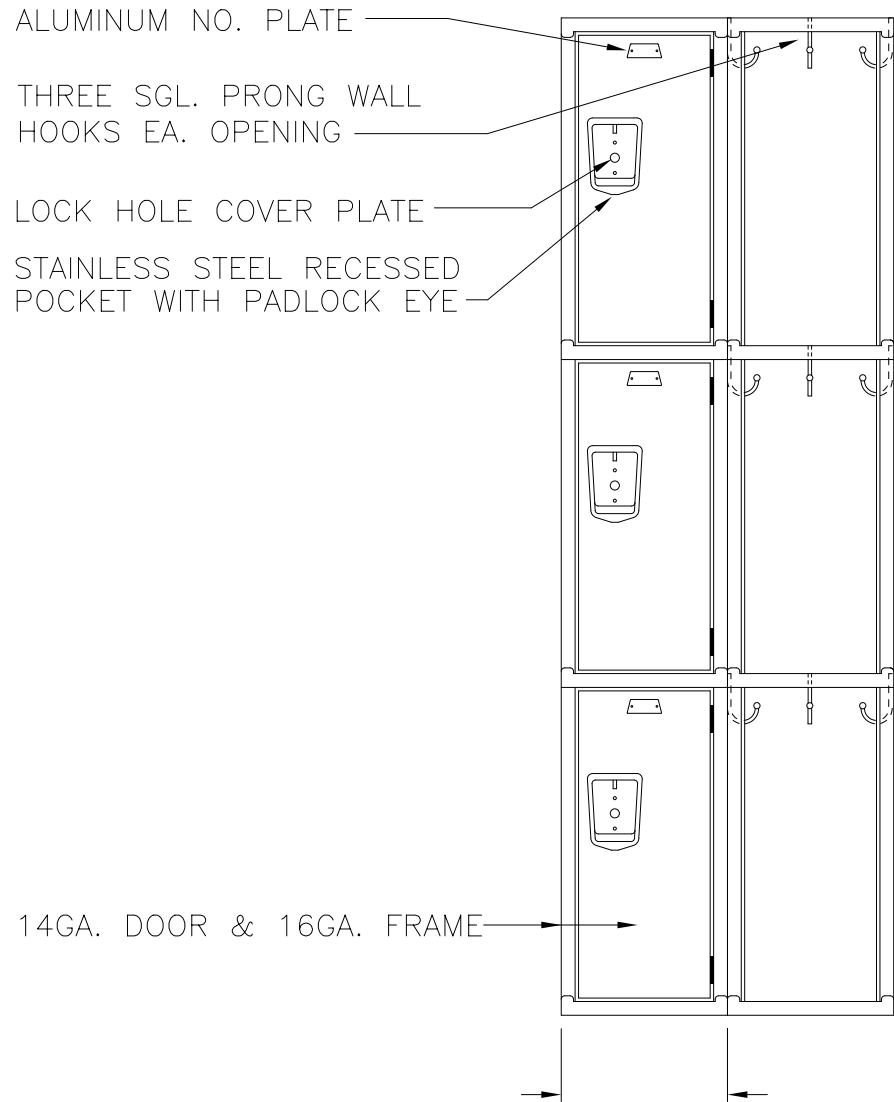 ALUMINUM NO. PLATE
THREE SGL. PRONG WALL
HOOKS EA. OPENING
LOCK HOLE COVER PLATE
STAINLESS STEEL RECESSED
POCKET WITH PADLOCK EYE
14GA. DOOR & 16GA. FRAME